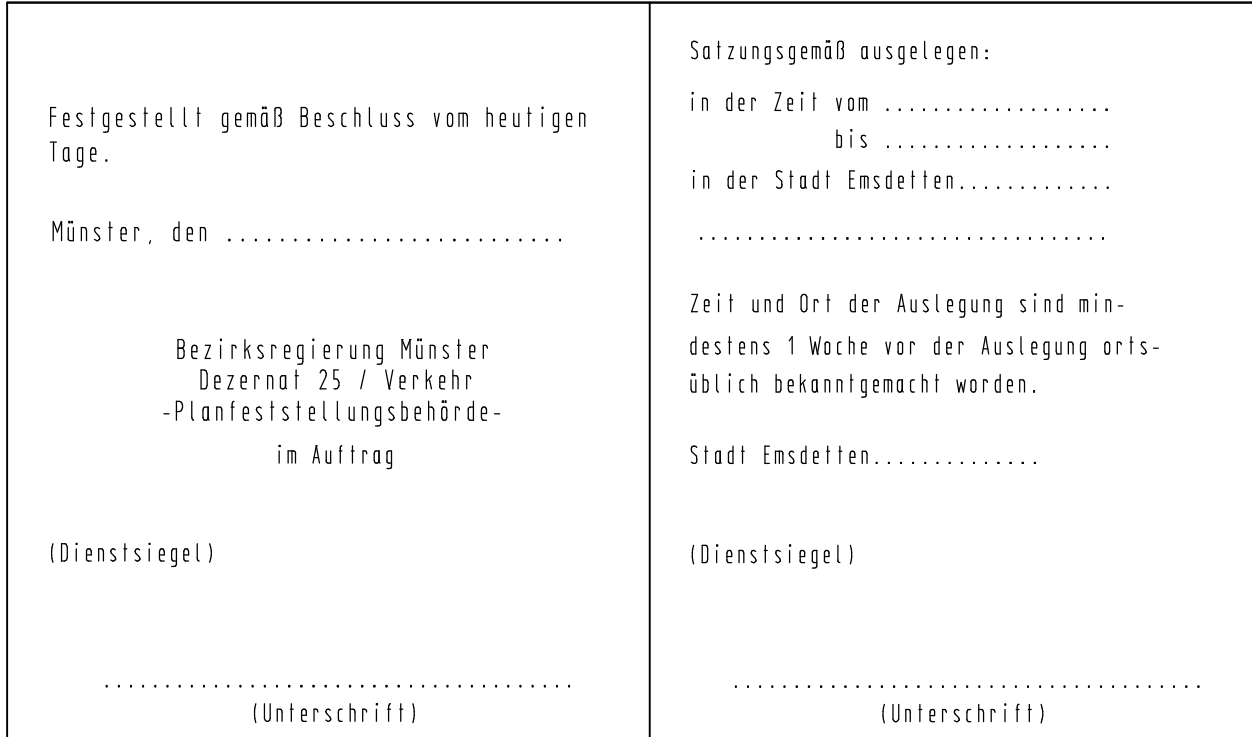 Festgestellt gemäß Beschluss vom heutigen
Tage.
Münster, den ..........................
Bezirksregierung Münster
Dezernat 25 / Verkehr
-Planfeststellungsbehörde-
im Auftrag
(Dienstsiegel)
.......................................
(Unterschrift)
Satzungsgemäß ausgelegen:
in der Zeit vom ...................
bis ...................
in der Stadt Emsdetten.............
..................................
Zeit und Ort der Auslegung sind min-
destens 1 Woche vor der Auslegung orts-
üblich bekanntgemacht worden.
Stadt Emsdetten..............
(Dienstsiegel)
.......................................
(Unterschrift)